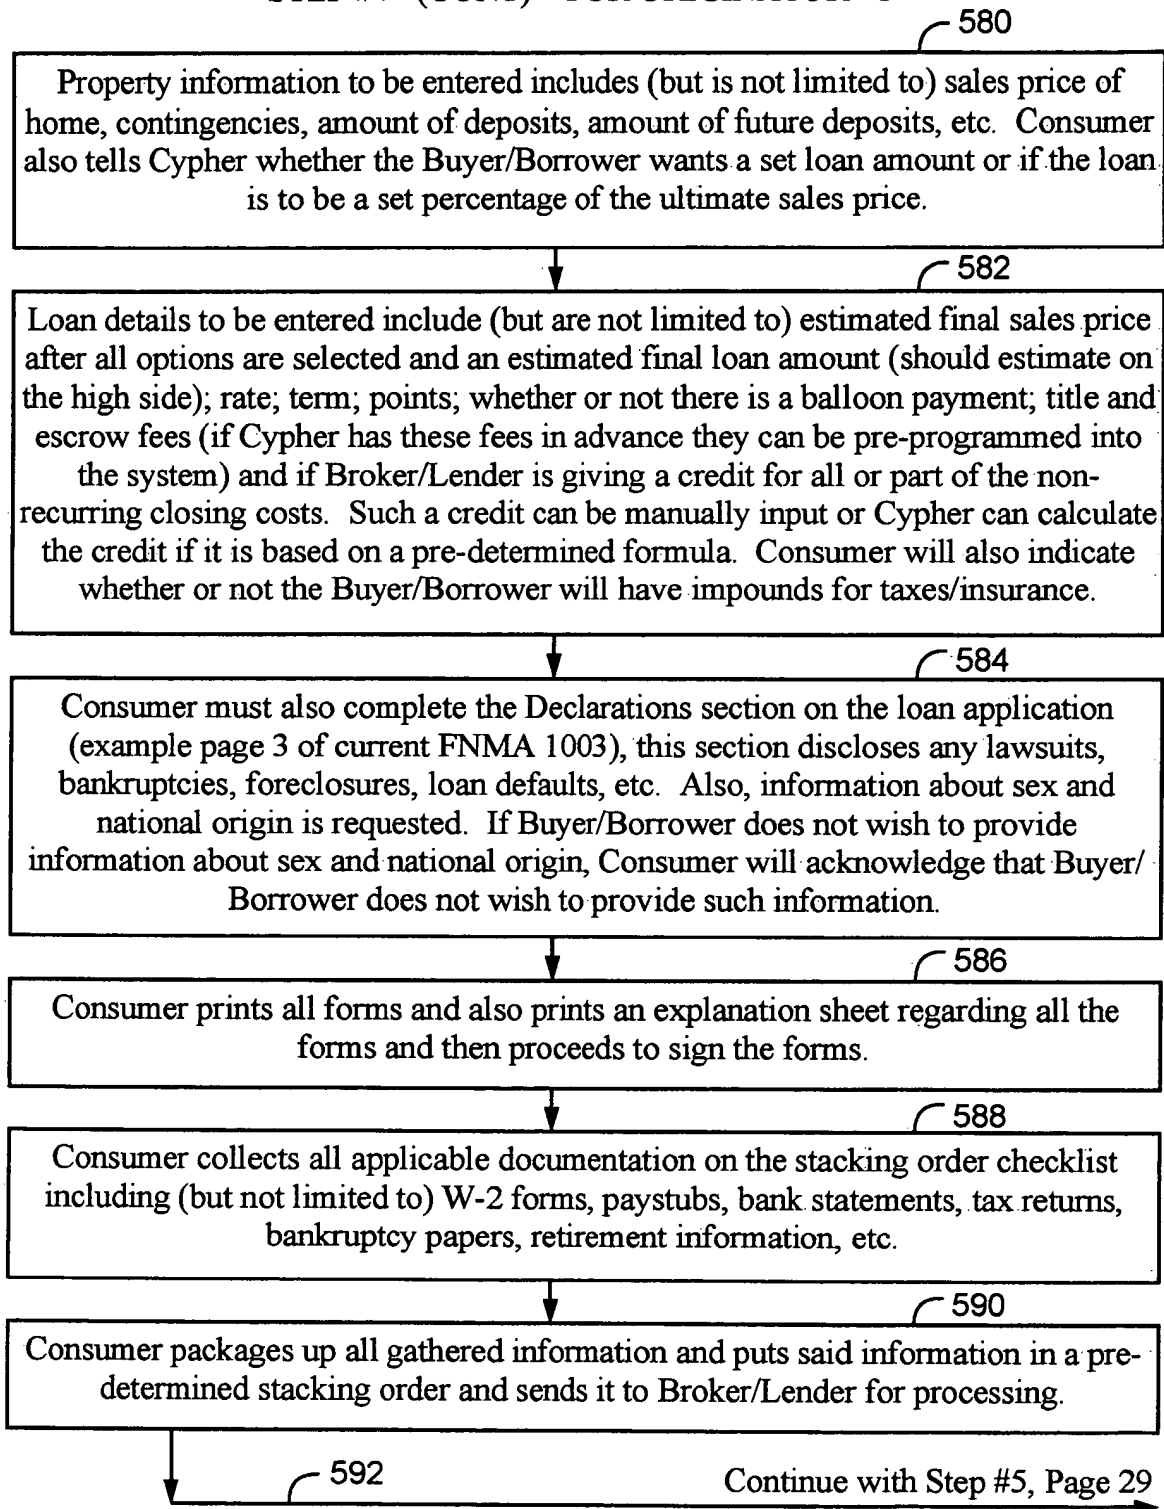 580
Property information to be entered includes (but is not limited to) sales price of
home, contingencies, amount of deposits, amount of future deposits, etc. Consumer
also tells Cypher whether the Buyer/Borrower wants a set loan amount or if the loan
is to be a set percentage of the ultimate sales price.
582
Loan details to be entered include (but are not limited to) estimated final sales price
after all options are selected and an estimated final loan amount (should estimate on
the high side); rate; term; points; whether or not there is a balloon payment; title and
escrow fees (if Cypher has these fees in advance they can be pre-programmed into
the system) and if Broker/Lender is giving a credit for all or part of the non-
recurring closing costs. Such a credit can be manually input or Cypher can calculate
the credit if it is based on a pre-determined formula. Consumer will also indicate
whether or not the Buyer/Borrower will have impounds for taxes/insurance.
584
Consumer must also complete the Declarations section on the loan application
(example page 3 of current FNMA 1003), this section discloses any lawsuits,
bankruptcies, foreclosures, loan defaults, etc. Also, information about sex and
national origin is requested. If Buyer/Borrower does not wish to provide
information about sex and national origin, Consumer will acknowledge that Buyer/
Borrower does not wish to provide such information.
586
Consumer prints all forms and also prints an explanation sheet regarding all the
forms and then proceeds to sign the forms.
588
Consumer collects all applicable documentation on the stacking order checklist
including (but not limited to) W-2 forms, paystubs, bank statements, tax returns,
bankruptcy papers, retirement information, etc.
590
Consumer packages up all gathered information and puts said information in a pre-
determined stacking order and sends it to Broker/Lender for processing.
592
Continue with Step #5, Page 29